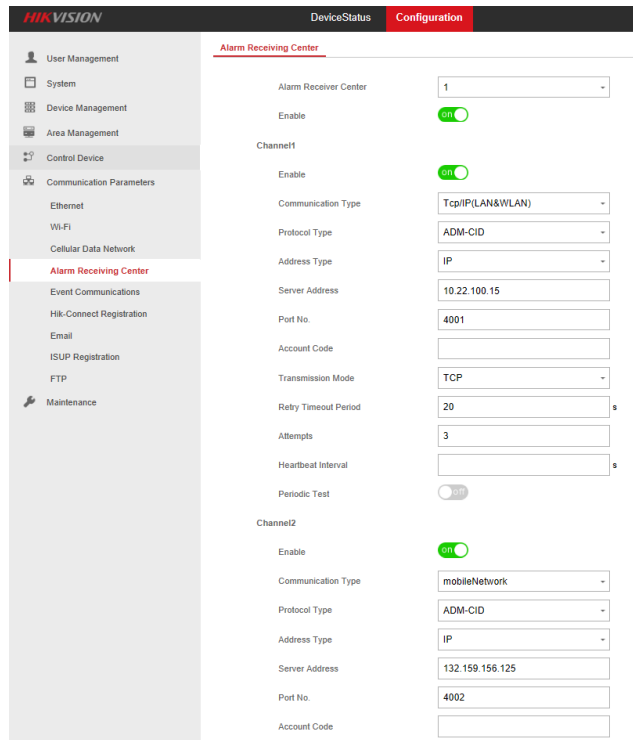 HIKVISION
DeviceStatus Configuration
User Management
System
Device Management
Area Management
Control Device
Communication Parameters
Ethernet
Wi-Fi
Cellular Data Network
Alarm Receiving Center
Event Communications
Hik-Connect Registration
Email
ISUP Registration
FTP
Maintenance
Alarm Receiving Center
Alarm Receiver Center 1
Enable on
Channel1
Enable on
Communication Type Tcp/IP(LAN&WLAN)
Protocol Type ADM-CID
Address Type IP
Server Address 10.22.100.15
Port No. 4001
Account Code
Transmission Mode TCP
Retry Timeout Period 20 s
Attempts 3
Heartbeat Interval s
Periodic Test off
Channel2
Enable on
Communication Type mobileNetwork
Protocol Type ADM-CID
Address Type IP
Server Address 132.159.156.125
Port No. 4002
Account Code